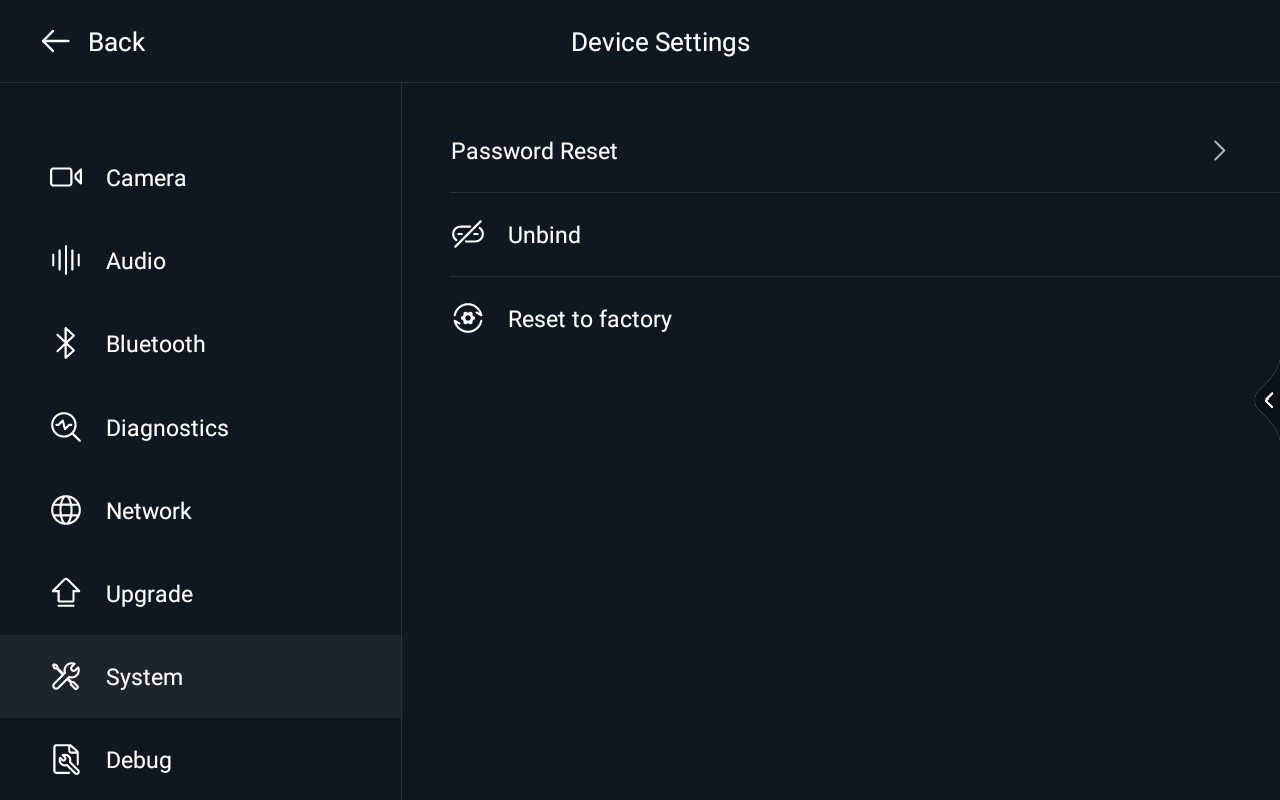 Back
Device Settings
Camera
Audio
Bluetooth
Diagnostics
Network
Upgrade
System
Debug
Password Reset
Unbind
Reset to factory